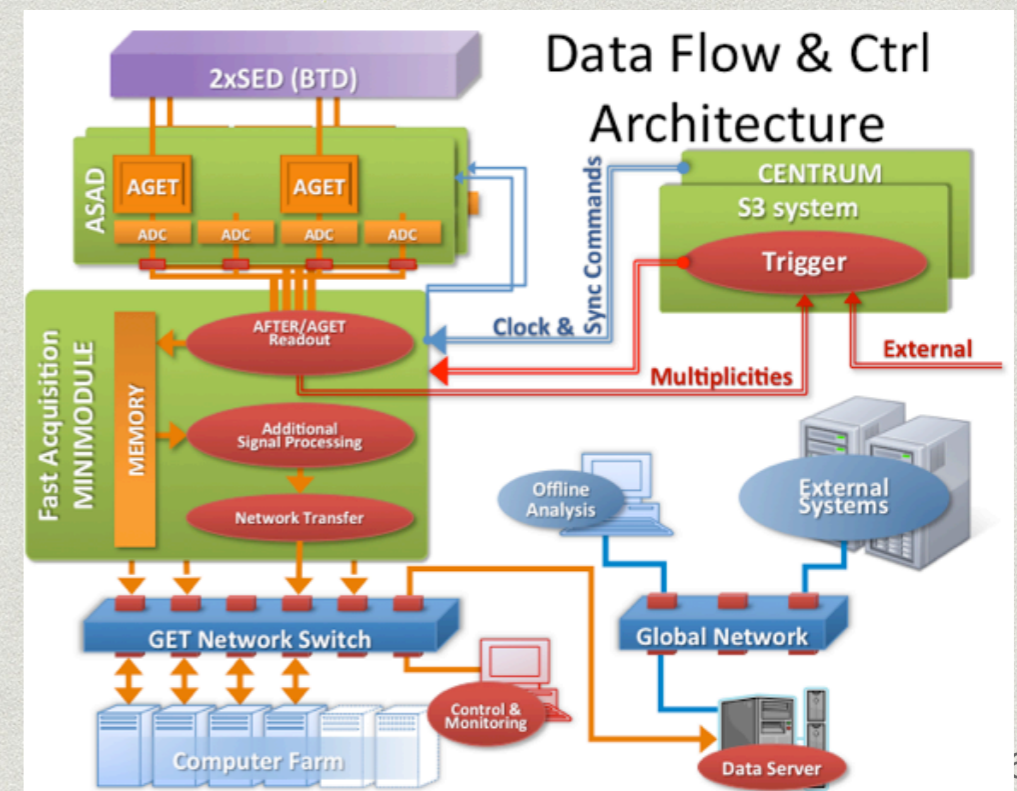 Data Flow & Ctrl
Architecture
2xSED (BTD)
ASAD
AGET
AGET
ADC
ADC
ADC
ADC
CENTRUM
S3 system
Trigger
Clock &
Sync Commands
Multiplicities
External
Fast Acquisition
MINIMODULE
MEMORY
AFTER/AGET
Readout
Additional
Signal Processing
Network Transfer
Offline
Analysis
External
Systems
GET Network Switch
Global Network
Control &
Monitoring
Computer Farm
Data Server